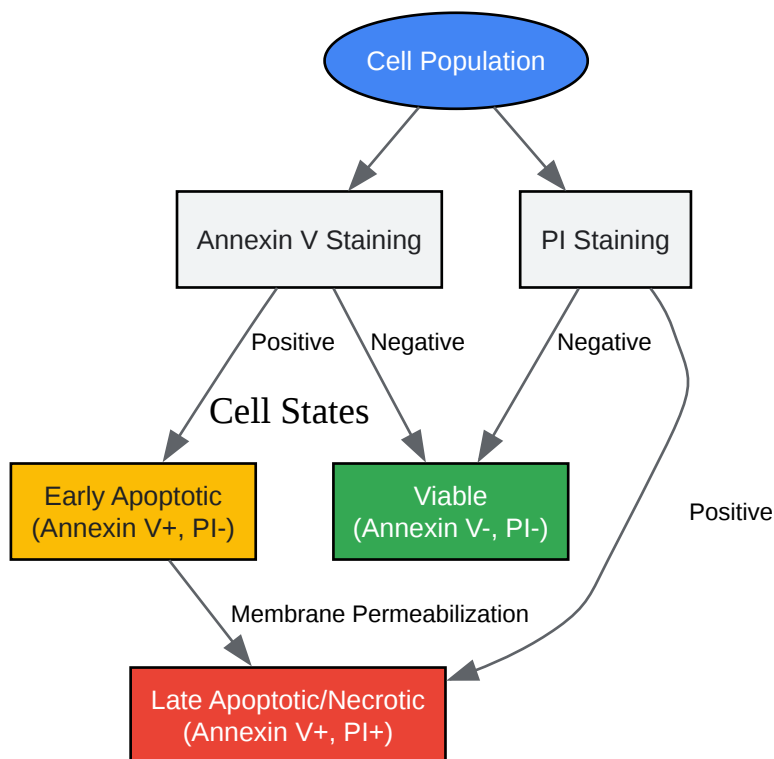 Cell Population
Annexin V Staining
PI Staining
Positive
Negative
Negative
Cell States
Early Apoptotic
(Annexin V+, PI-)
Viable
(Annexin V-, PI-)
Positive
Membrane Permeabilization
Late Apoptotic/Necrotic
(Annexin V+, PI+)